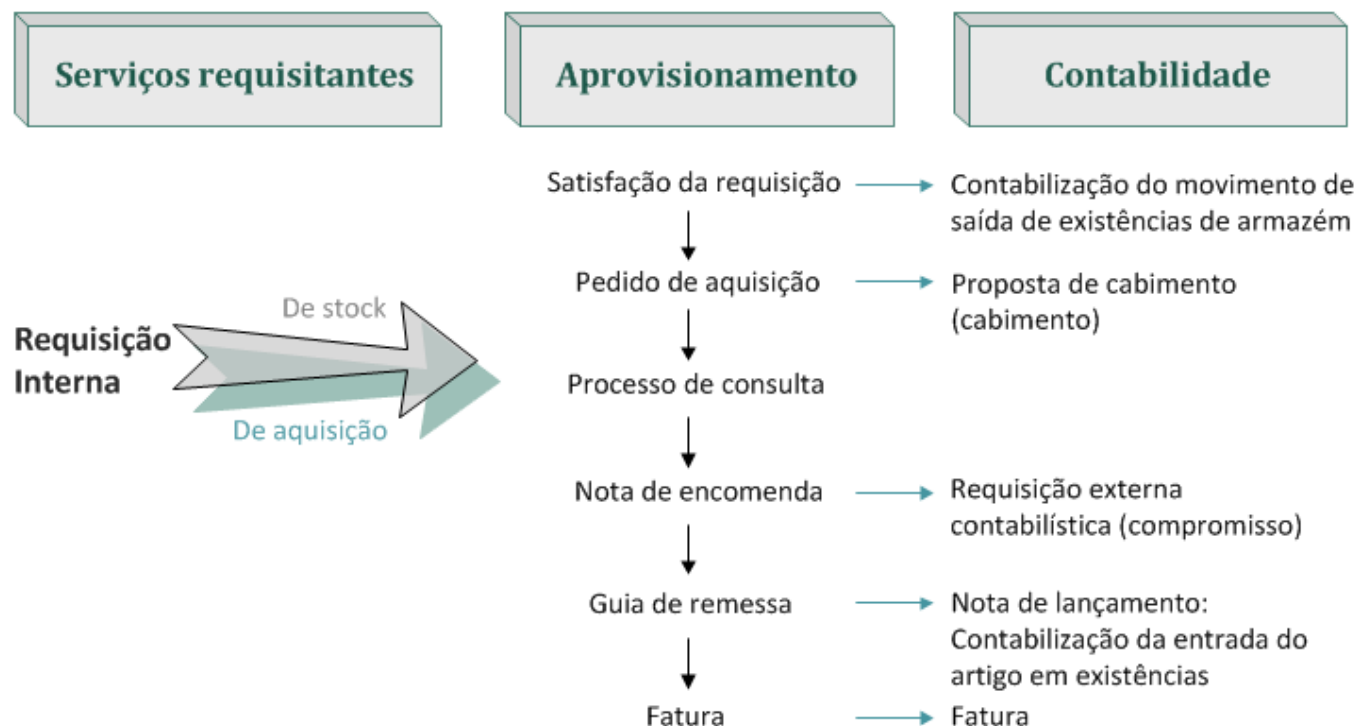 Serviços requisitantes
Aprovisionamento
Contabilidade
Requisição
Interna
De stock
De aquisição
Satisfação da requisição
Contabilização do movimento de
saída de existências de armazém
Pedido de aquisição
Proposta de cabimento
(cabimento)
Processo de consulta
Nota de encomenda
Requisição externa
contabilística (compromisso)
Guia de remessa
Nota de lançamento:
Contabilização da entrada do
artigo em existências
Fatura
Fatura